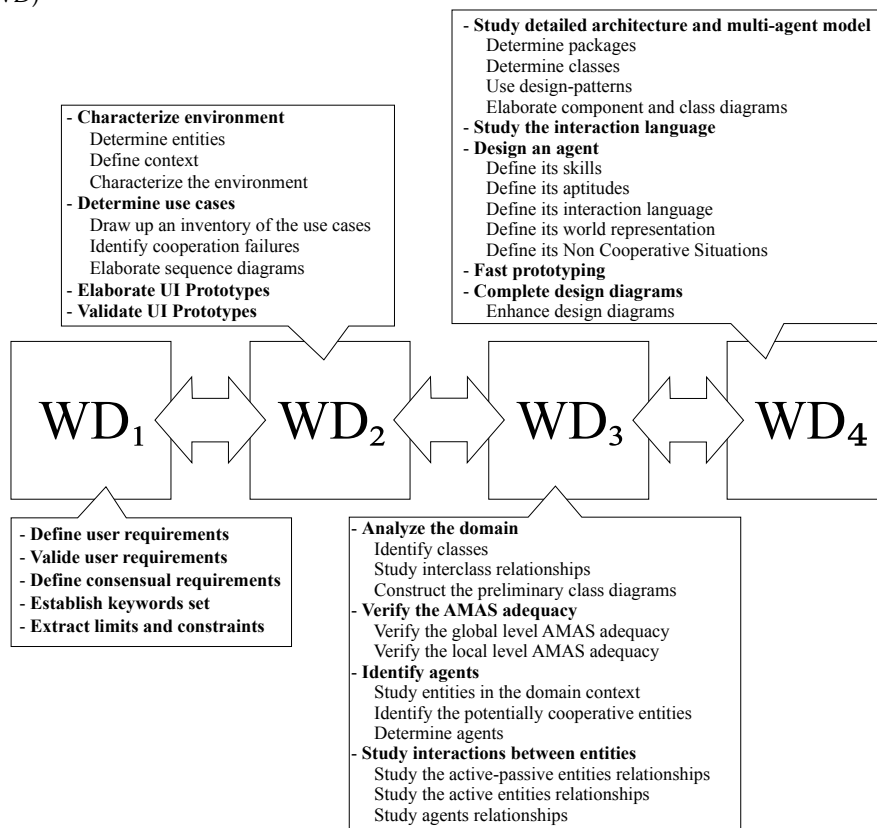 - Study detailed architecture and multi-agent model
Determine packages
Determine classes
Use design-patterns
Elaborate component and class diagrams
- Study the interaction language
- Design an agent
Define its skills
Define its aptitudes
Define its interaction language
Define its world representation
Define its Non Cooperative Situations
- Fast prototyping
- Complete design diagrams
Enhance design diagrams
- Characterize environment
Determine entities
Define context
Characterize the environment
- Determine use cases
Draw up an inventory of the use cases
Identify cooperation failures
Elaborate sequence diagrams
- Elaborate UI Prototypes
- Validate UI Prototypes
WD1
WD2
WD3
WD4
- Define user requirements
- Valide user requirements
- Define consensual requirements
- Establish keywords set
- Extract limits and constraints
- Analyze the domain
Identify classes
Study interclass relationships
Construct the preliminary class diagrams
- Verify the AMAS adequacy
Verify the global level AMAS adequacy
Verify the local level AMAS adequacy
- Identify agents
Study entities in the domain context
Identify the potentially cooperative entities
Determine agents
- Study interactions between entities
Study the active-passive entities relationships
Study the active entities relationships
Study agents relationships